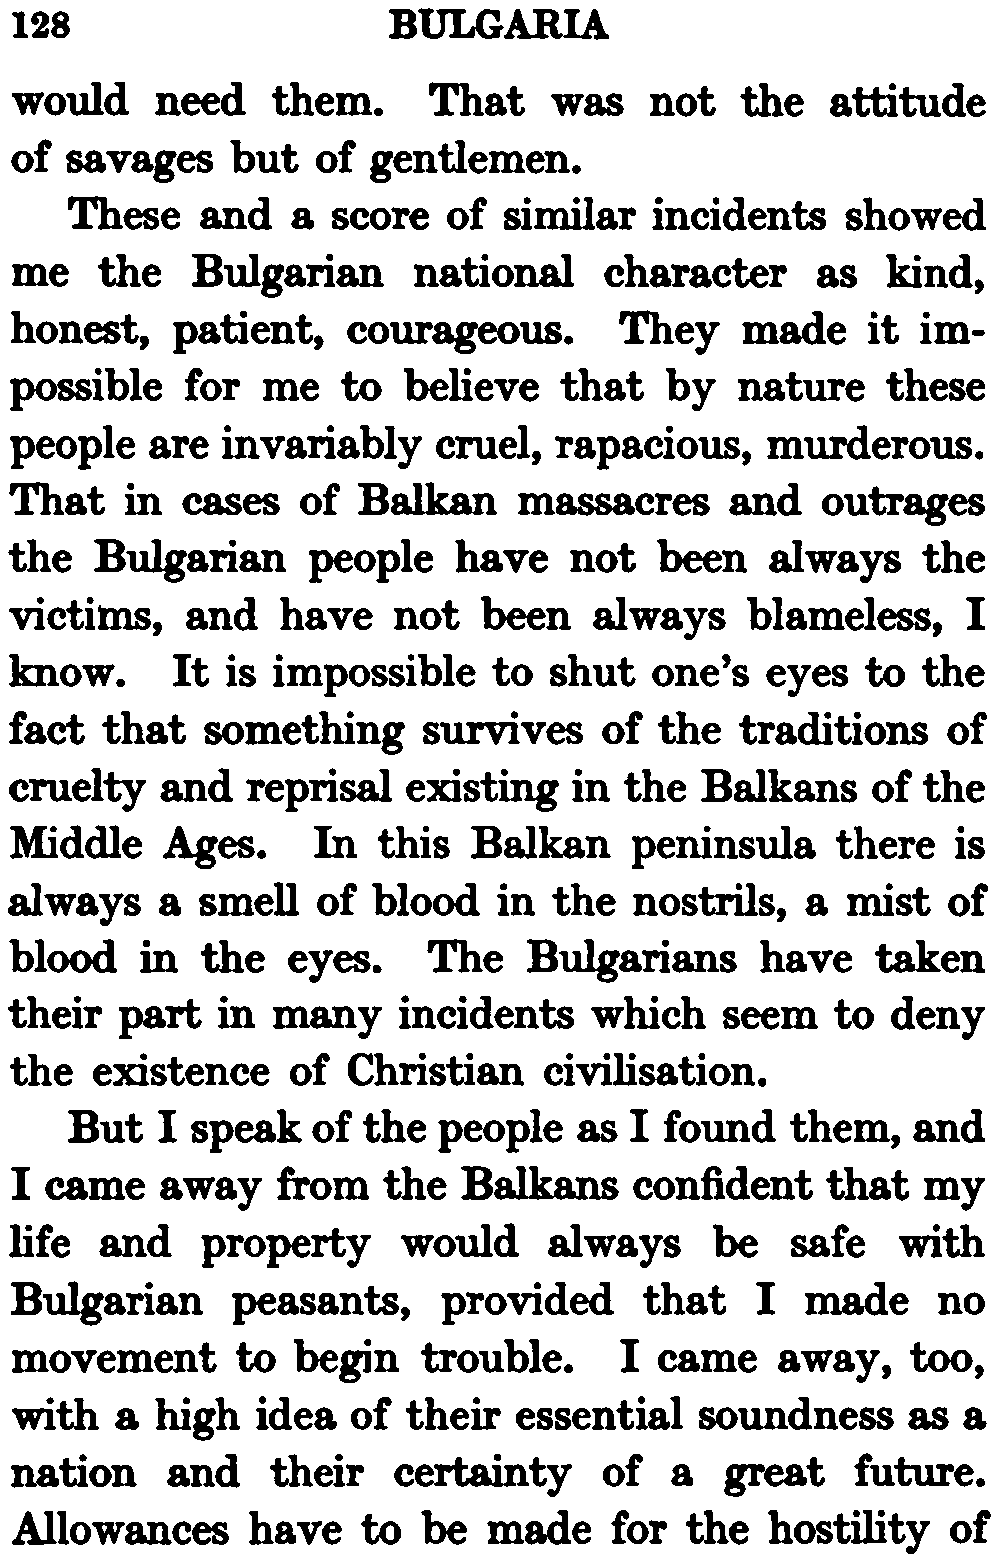 128 BULGARIA
would need them. That was not the attitude
of savages but of gentlemen.
These and a score of similar incidents showed
me the Bulgarian national character as kind,
honest, patient, courageous. They made it im-
possible for me to believe that by nature these
people are invariably cruel, rapacious, murderous.
That in cases of Balkan massacres and outrages
the Bulgarian people have not been always the
victims, and have not been always blameless, I
know. It is impossible to shut one's eyes to the
fact that something survives of the traditions of
cruelty and reprisal existing in the Balkans of the
Middle Ages. In this Balkan peninsula there is
always a smell of blood in the nostrils, a mist of
blood in the eyes. The Bulgarians have taken
their part in many incidents which seem to deny
the existence of Christian civilisation.
But I speak of the people as I found them, and
I came away from the Balkans confident that my
life and property would always be safe with
Bulgarian peasants, provided that I made no
movement to begin trouble. I came away, too,
with a high idea of their essential soundness as a
nation and their certainty of a great future.
Allowances have to be made for the hostility of